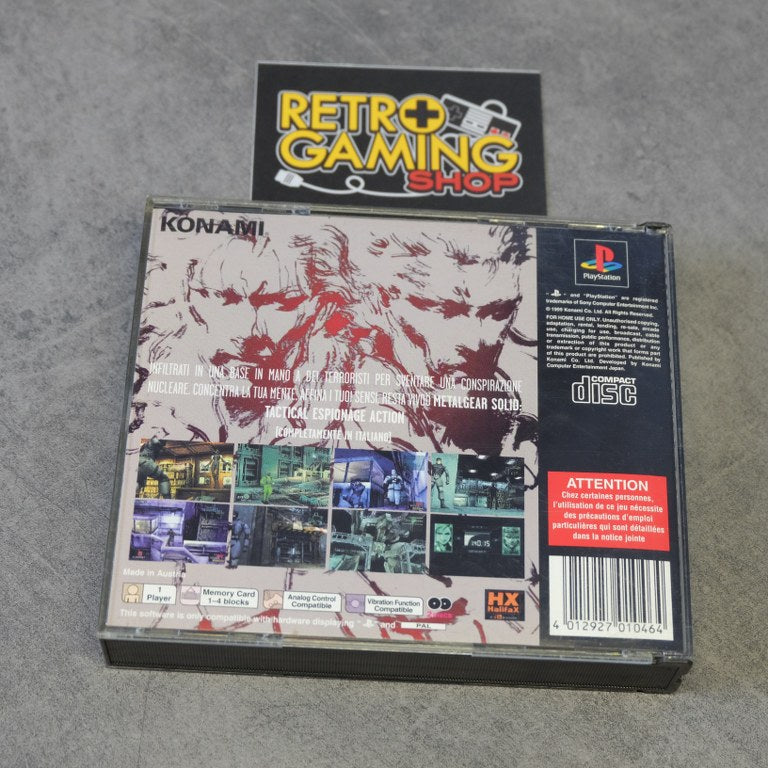 RETRO
GAMING
SHOP
KONAMI
INFILTRATI IN UNA BASE IN MANO A DEI TERRORISTI PER SVENTARE UNA CONSPIRAZIONE
NUCLEARE. CONCENTRA LA TUA MENTE. AFFINA I TUOI SENSI. RESTA VIVO. METAL GEAR SOLID:
TACTICAL ESPIONAGE ACTION
[COMPLETAMENTE IN ITALIANO]
140.15
Made in Austria
1
Player
Memory Card
1-4 blocks
Analog Control
Compatible
Vibration Function
Compatible
2 Discs
HX
HalifaX
This software is only compatible with hardware displaying " " and PAL
PlayStation
" " and "PlayStation" are registered
trademarks of Sony Computer Entertainment Inc.
© 1999 Konami Co. Ltd. All Rights Reserved.
FOR HOME USE ONLY. Unauthorised copying,
adaptation, rental, lending, re-sale, arcade
use, charging for use, broadcast, cable
transmission, public performance, distribution
or extraction of this product or any
trademark or copyright work that forms part
of this product are prohibited. Published by
Konami Co. Ltd. Developed by Konami
Computer Entertainment Japan.
COMPACT
disc
ATTENTION
Chez certaines personnes,
l'utilisation de ce jeu nécessite
des précautions d'emploi
particulières qui sont détaillées
dans la notice jointe
4 012927 010464